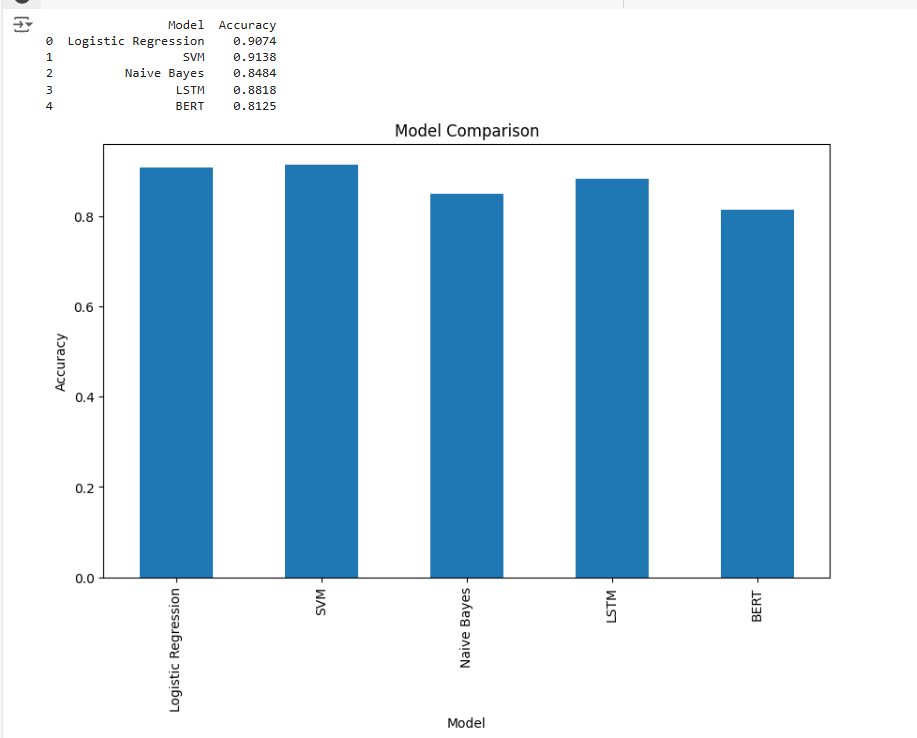 Model Accuracy
0 Logistic Regression 0.9074
1 SVM 0.9138
2 Naive Bayes 0.8484
3 LSTM 0.8818
4 BERT 0.8125
Model Comparison
0.8
0.6
0.4
0.2
0.0
Accuracy
Logistic Regression
SVM
Naive Bayes
LSTM
BERT
Model